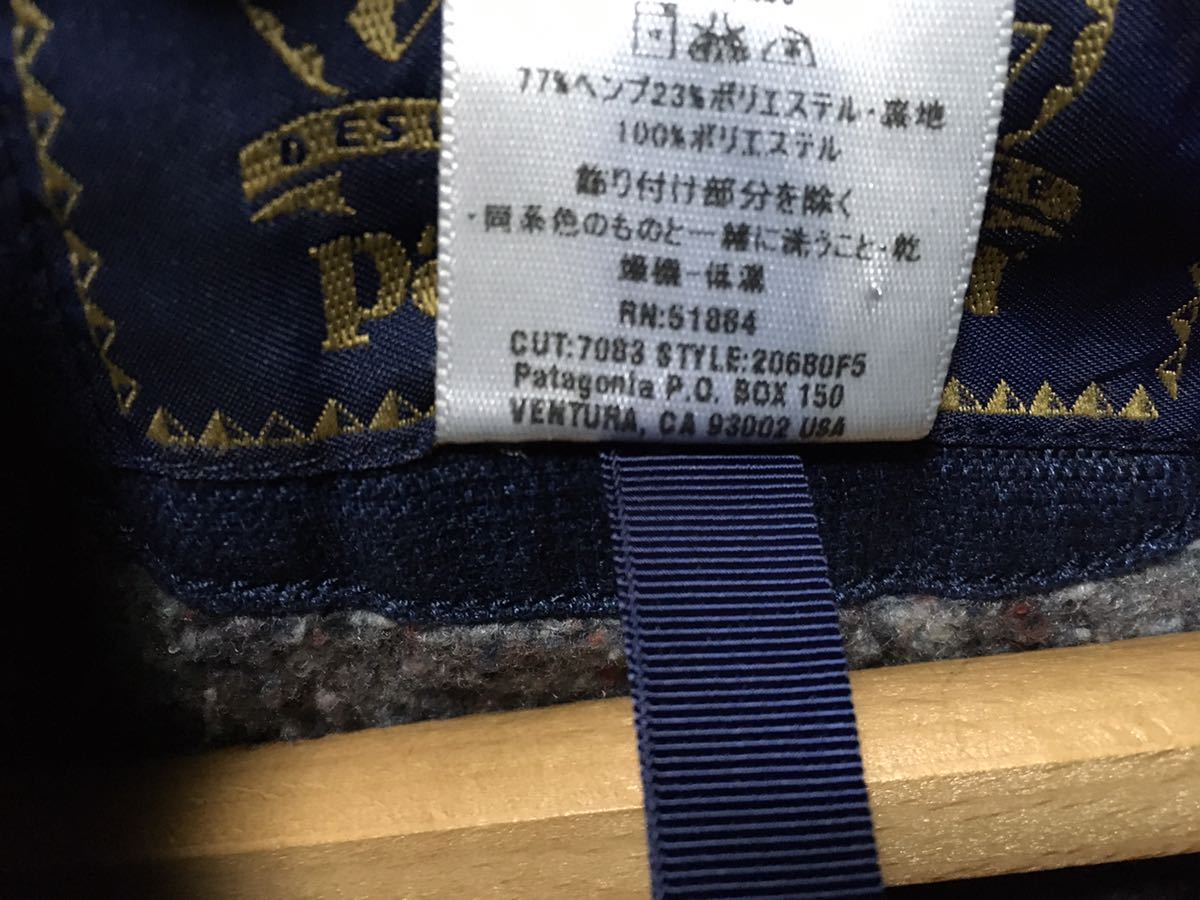 77%ヘンプ23%ポリエステル・裏地
100%ポリエステル
飾り付け部分を除く
・同系色のものと一緒に洗うこと・乾
燥機-低温
RN:51884
CUT:7083 STYLE:20680F5
Patagonia P.O. BOX 150
VENTURA, CA 93002 USA
DES
Pa